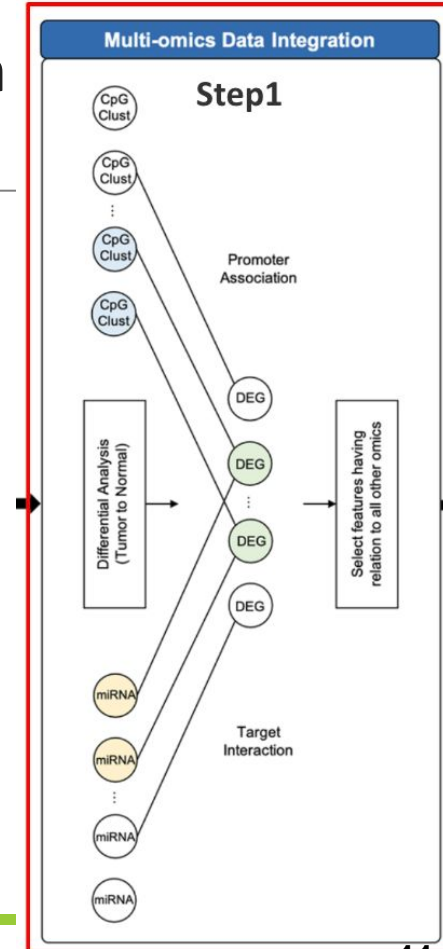 n
Multi-omics Data Integration
Step1
CpG
Clust
CpG
Clust
...
CpG
Clust
CpG
Clust
Promoter
Association
DEG
DEG
...
DEG
DEG
Differential Analysis
(Tumor to Normal)
Select features having
relation to all other omics
miRNA
miRNA
...
miRNA
miRNA
Target
Interaction